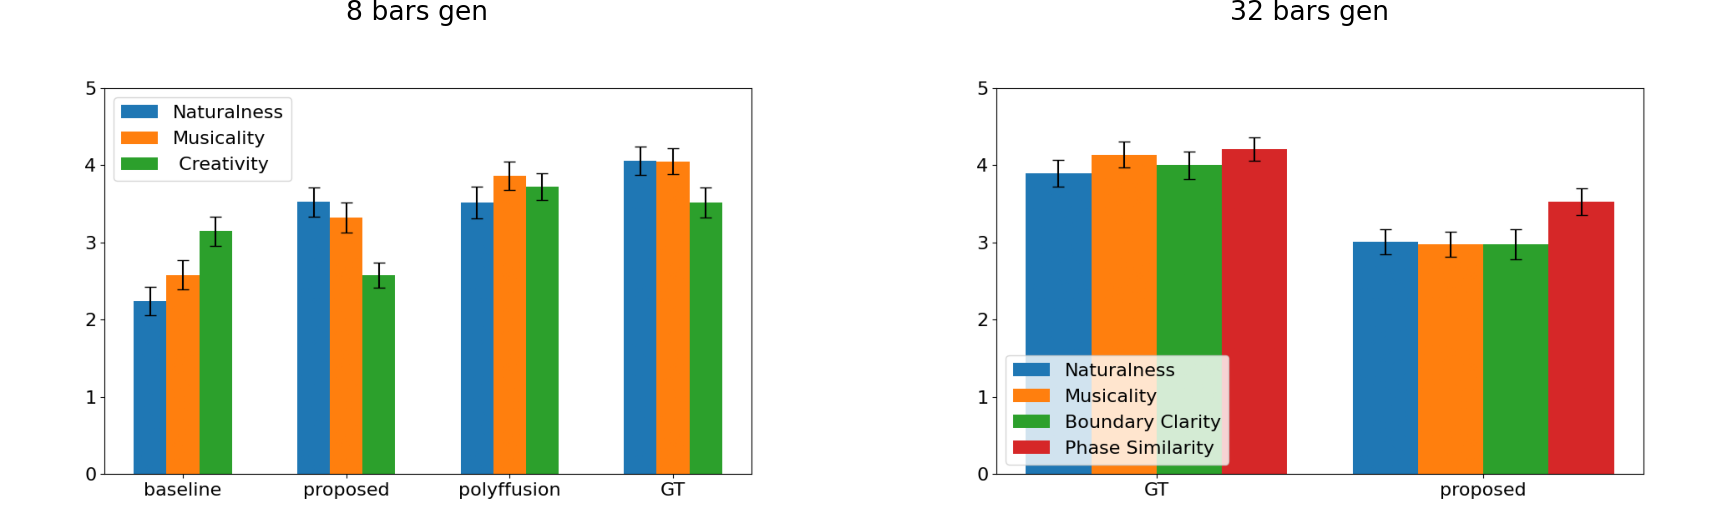 8 bars gen
5
4
3
2
1
0
Naturalness
Musicality
Creativity
baseline
proposed
polyffusion
GT
32 bars gen
5
4
3
2
1
0
Naturalness
Musicality
Boundary Clarity
Phase Similarity
GT
proposed